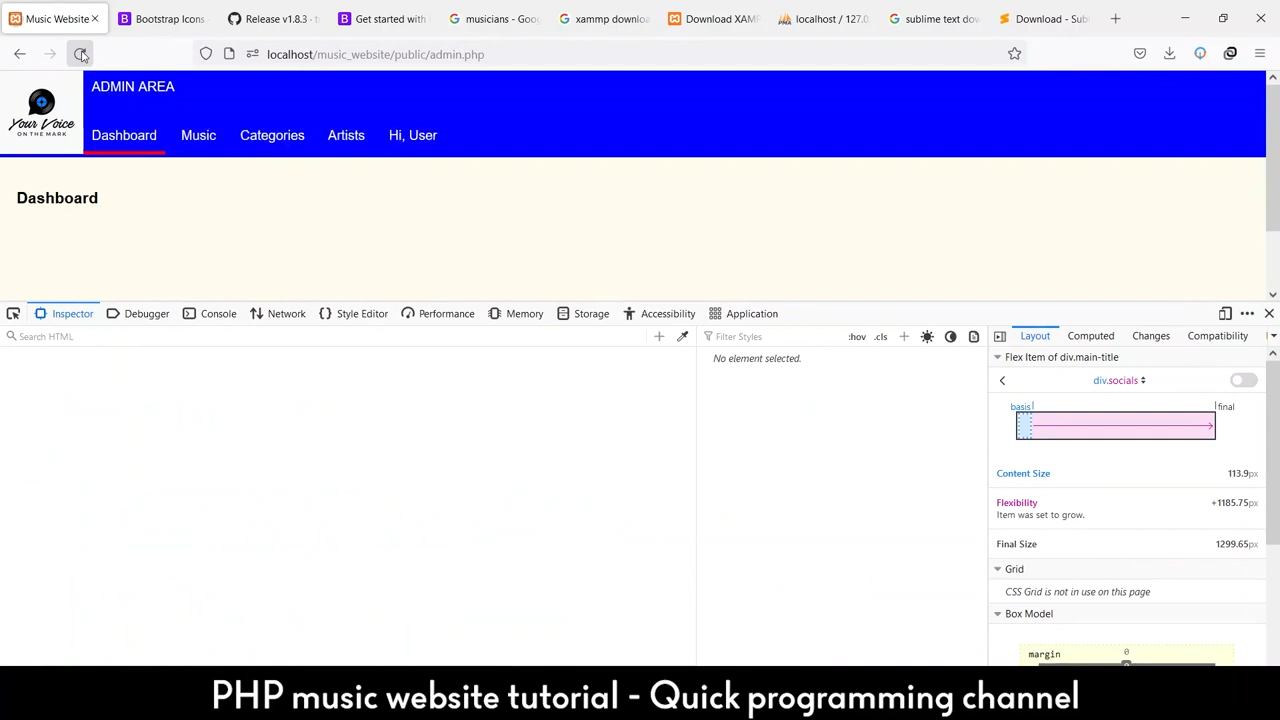 Music Website
Bootstrap Icons
Release v1.8.3 -
Get started with
musicians - Goo
xammp downlo
Download XAM
localhost / 127.0
sublime text dow
Download - Sub
localhost/music_website/public/admin.php
Your Voice
ON THE MARK
ADMIN AREA
Dashboard Music Categories Artists Hi, User
Dashboard
Inspector Debugger Console Network Style Editor Performance Memory Storage Accessibility Application
Search HTML
Filter Styles
:hov .cls
Layout Computed Changes Compatibility
No element selected.
Flex Item of div.main-title
div.socials
basis final
Content Size 113.9px
Flexibility +1185.75px
Item was set to grow.
Final Size 1299.65px
Grid
CSS Grid is not in use on this page
Box Model
margin 0
PHP music website tutorial - Quick programming channel